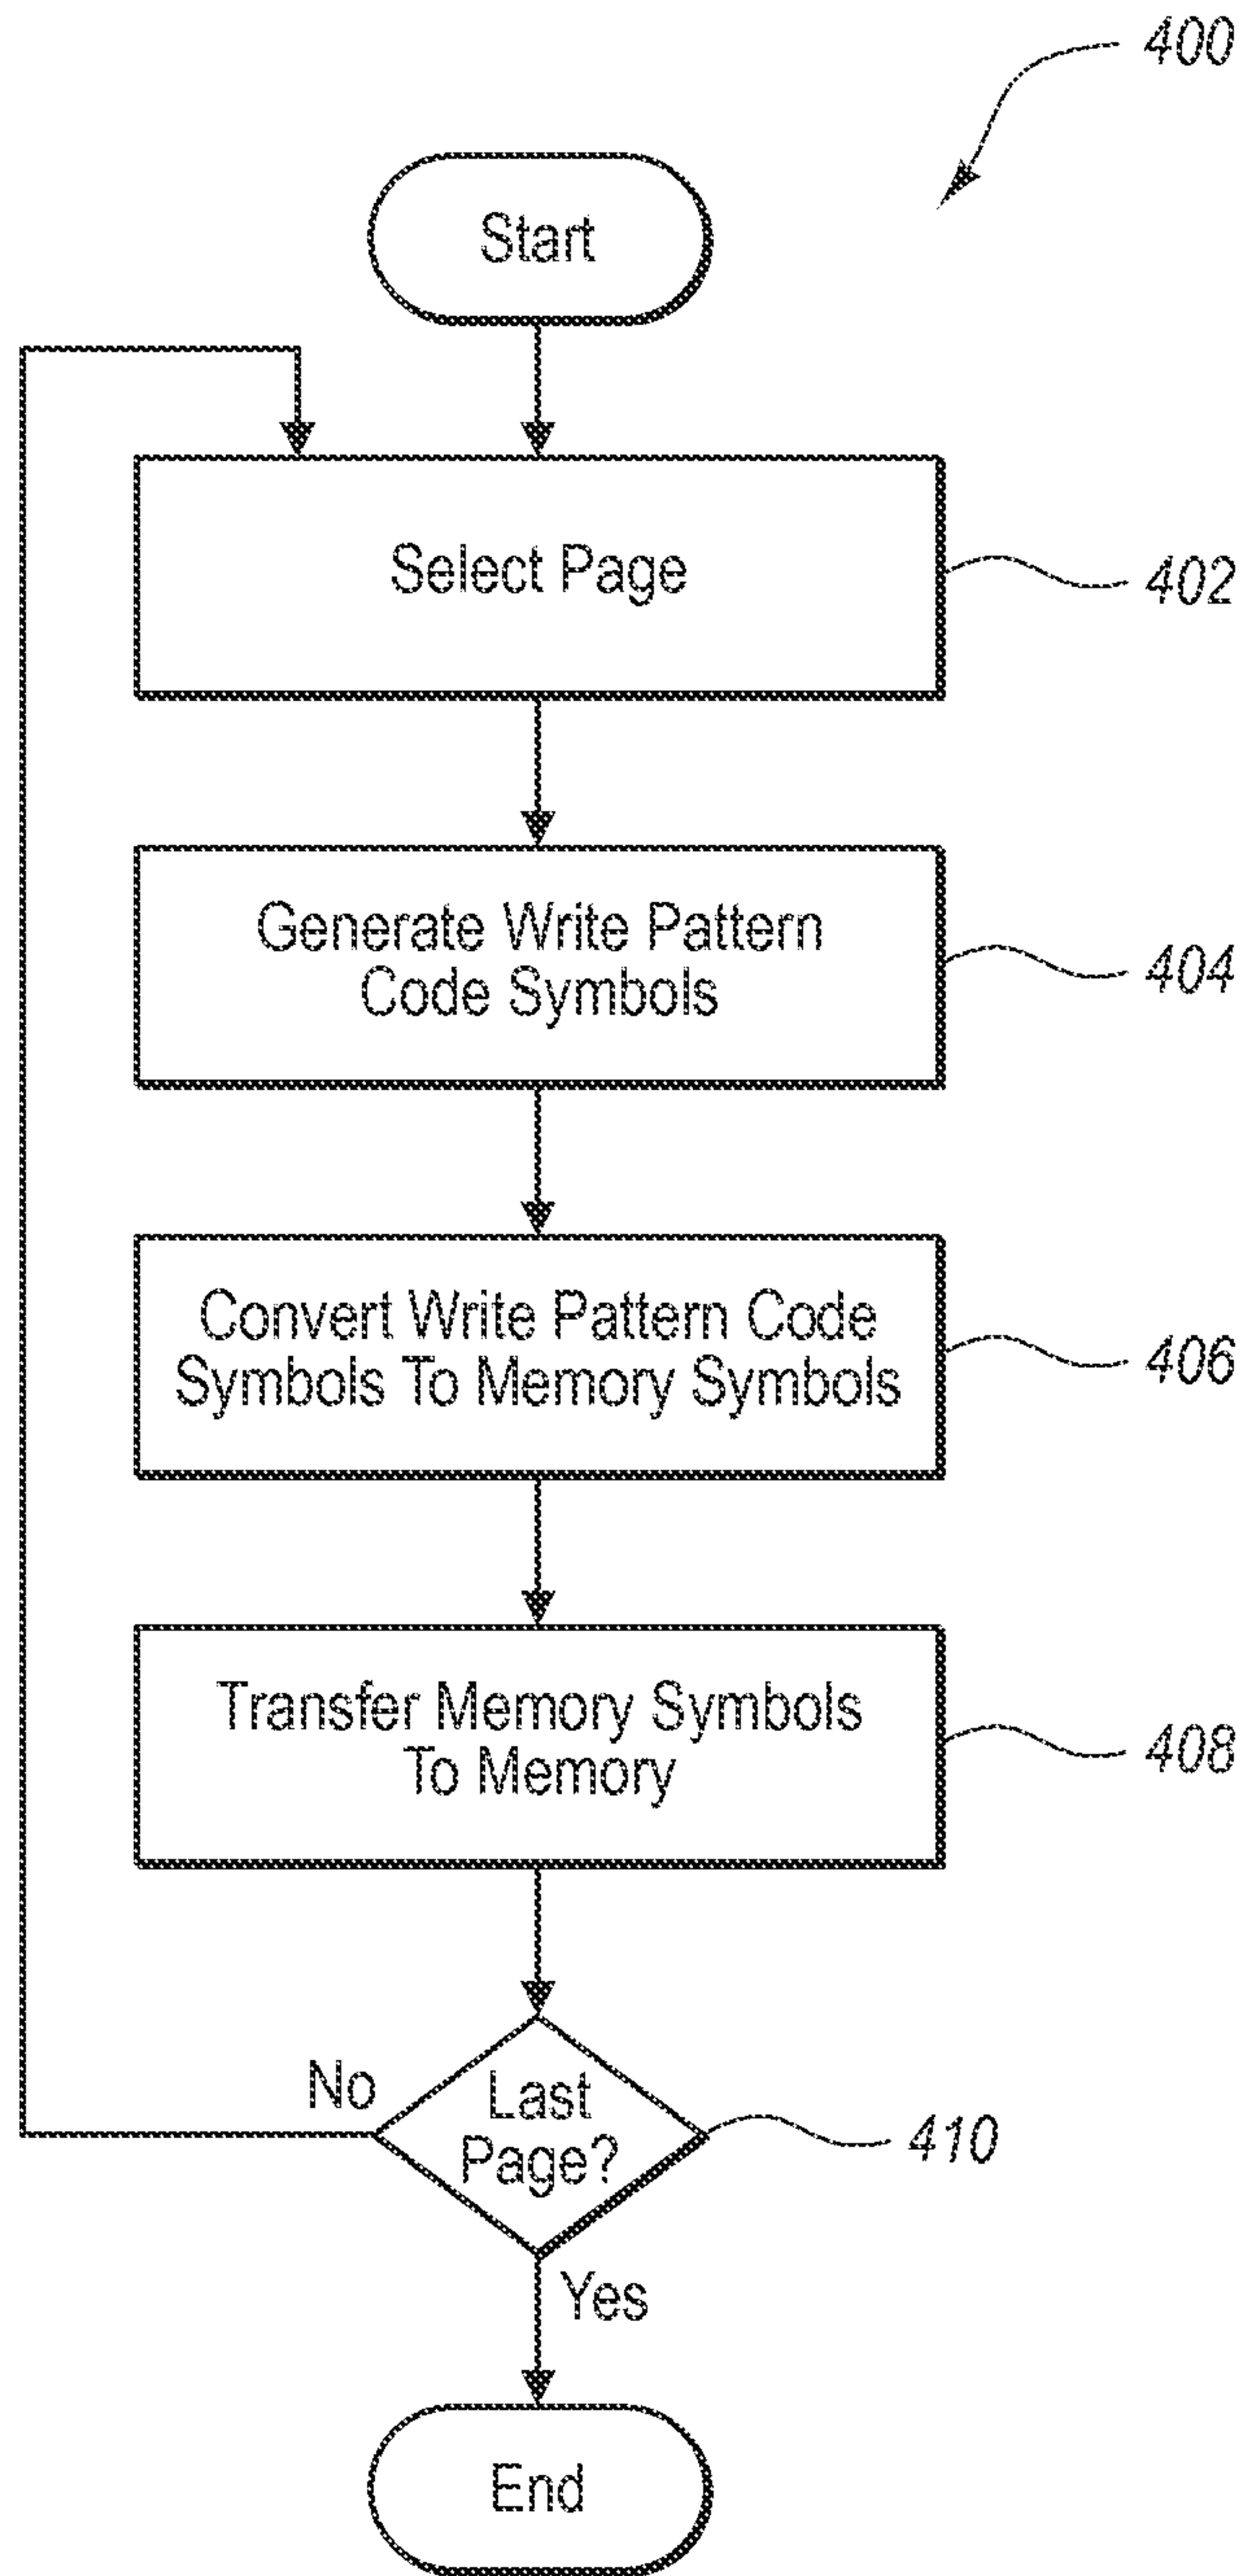 400
Start
Select Page
402
Generate Write Pattern
Code Symbols
404
Convert Write Pattern Code
Symbols To Memory Symbols
406
Transfer Memory Symbols
To Memory
408
No
Last
Page?
410
Yes
End